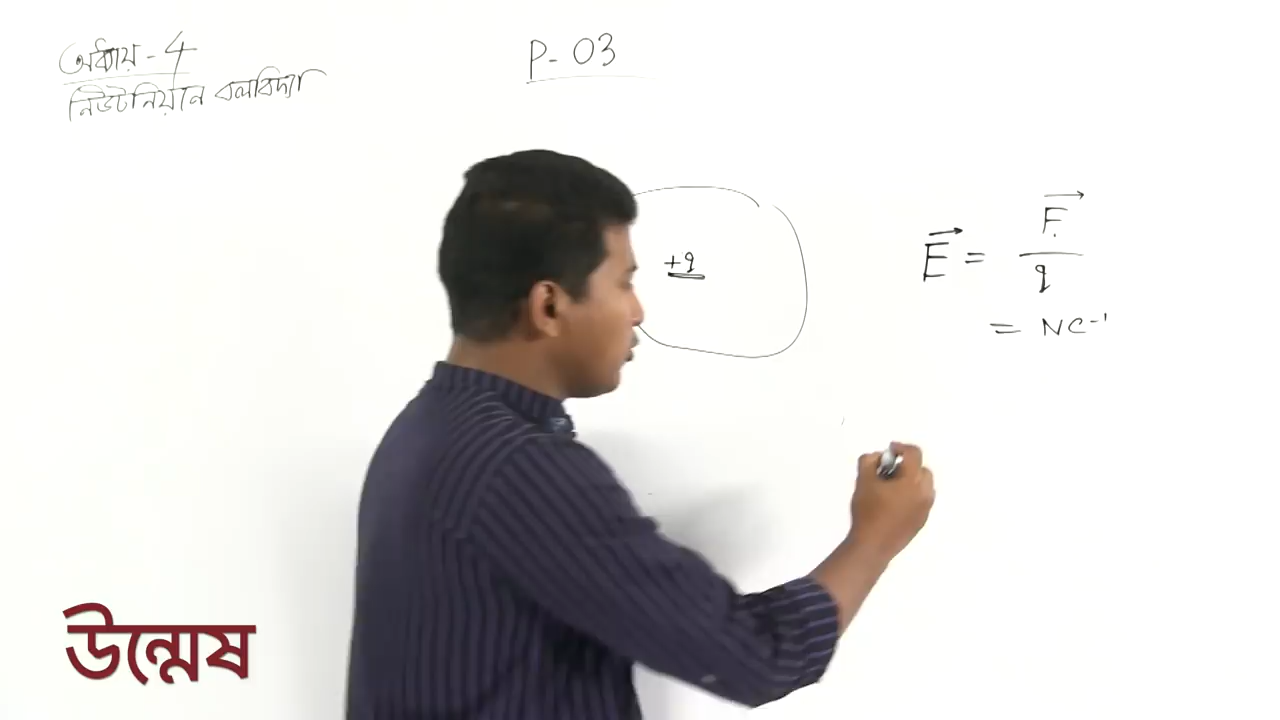 অধ্যায় - 4
নিউটনিয়ান বলবিদ্যা
P- 03
+q
E = F / q
= NC⁻¹
উন্মেষ